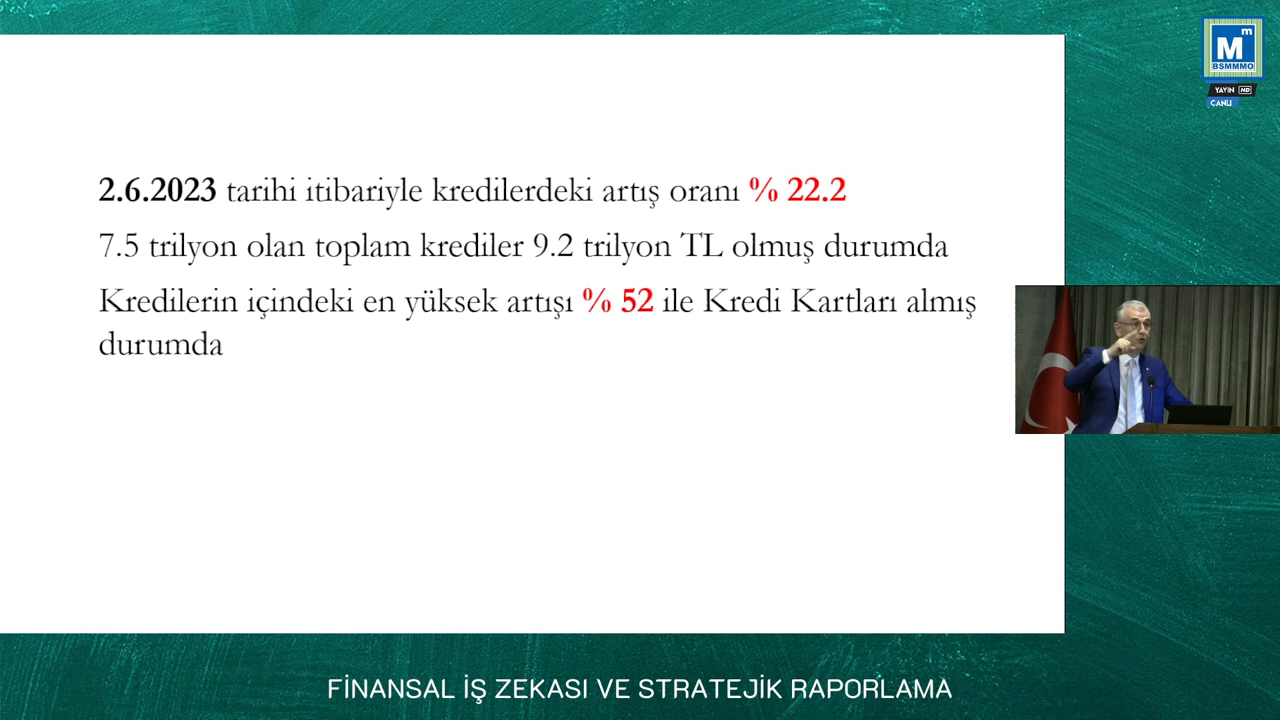 m
M
BSMMMO
YAYIN HD
CANLI
2.6.2023 tarihi itibariyle kredilerdeki artış oranı % 22.2
7.5 trilyon olan toplam krediler 9.2 trilyon TL olmuş durumda
Kredilerin içindeki en yüksek artışı % 52 ile Kredi Kartları almış
durumda
FİNANSAL İŞ ZEKASI VE STRATEJİK RAPORLAMA